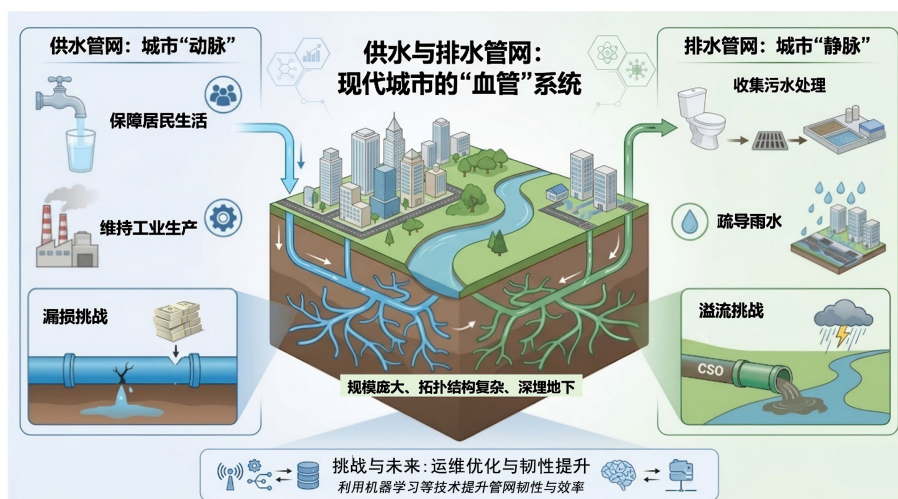 供水与排水管网：
现代城市的“血管”系统
供水管网：城市“动脉”
保障居民生活
维持工业生产
漏损挑战
排水管网：城市“静脉”
收集污水处理
疏导雨水
溢流挑战
CSO
规模庞大、拓扑结构复杂、深埋地下
挑战与未来：运维优化与韧性提升
利用机器学习等技术提升管网韧性与效率